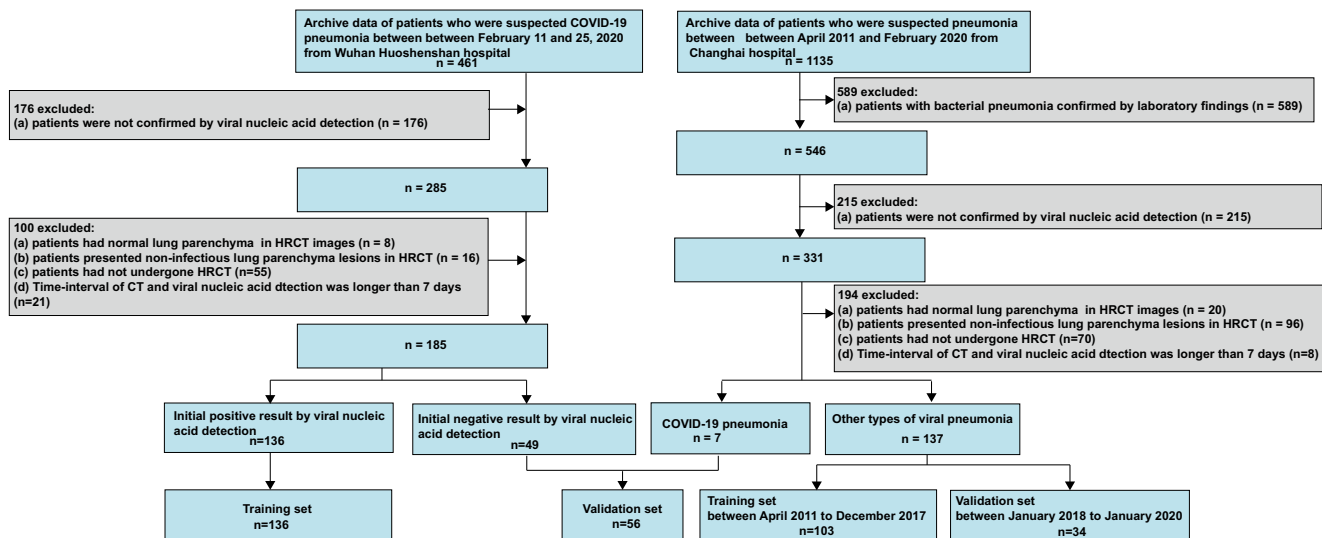 Archive data of patients who were suspected COVID-19
pneumonia between between February 11 and 25, 2020
from Wuhan Huoshenshan hospital
n = 461
176 excluded:
(a) patients were not confirmed by viral nucleic acid detection (n = 176)
n = 285
100 excluded:
(a) patients had normal lung parenchyma in HRCT images (n = 8)
(b) patients presented non-infectious lung parenchyma lesions in HRCT (n = 16)
(c) patients had not undergone HRCT (n=55)
(d) Time-interval of CT and viral nucleic acid dtection was longer than 7 days
(n=21)
n = 185
Initial positive result by viral nucleic
acid detection
n=136
Initial negative result by viral nucleic
acid detection
n=49
Training set
n=136
Archive data of patients who were suspected pneumonia
between between April 2011 and February 2020 from
Changhai hospital
n = 1135
589 excluded:
(a) patients with bacterial pneumonia confirmed by laboratory findings (n = 589)
n = 546
215 excluded:
(a) patients were not confirmed by viral nucleic acid detection (n = 215)
n = 331
194 excluded:
(a) patients had normal lung parenchyma in HRCT images (n = 20)
(b) patients presented non-infectious lung parenchyma lesions in HRCT (n = 96)
(c) patients had not undergone HRCT (n=70)
(d) Time-interval of CT and viral nucleic acid dtection was longer than 7 days (n=8)
COVID-19 pneumonia
n = 7
Other types of viral pneumonia
n = 137
Validation set
n=56
Training set
between April 2011 to December 2017
n=103
Validation set
between January 2018 to January 2020
n=34